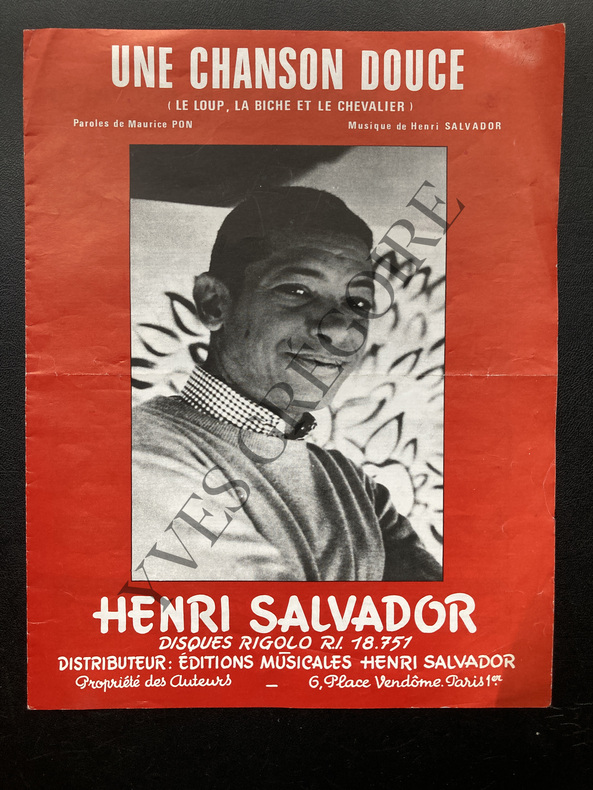 UNE CHANSON DOUCE
( LE LOUP, LA BICHE ET LE CHEVALIER )
Paroles de Maurice PON
Musique de Henri SALVADOR
YVES GREGOIRE
HENRI SALVADOR
DISQUES RIGOLO R.I. 18.751
DISTRIBUTEUR: ÉDITIONS MUSICALES HENRI SALVADOR
Propriété des Auteurs — 6, Place Vendôme. Paris 1er